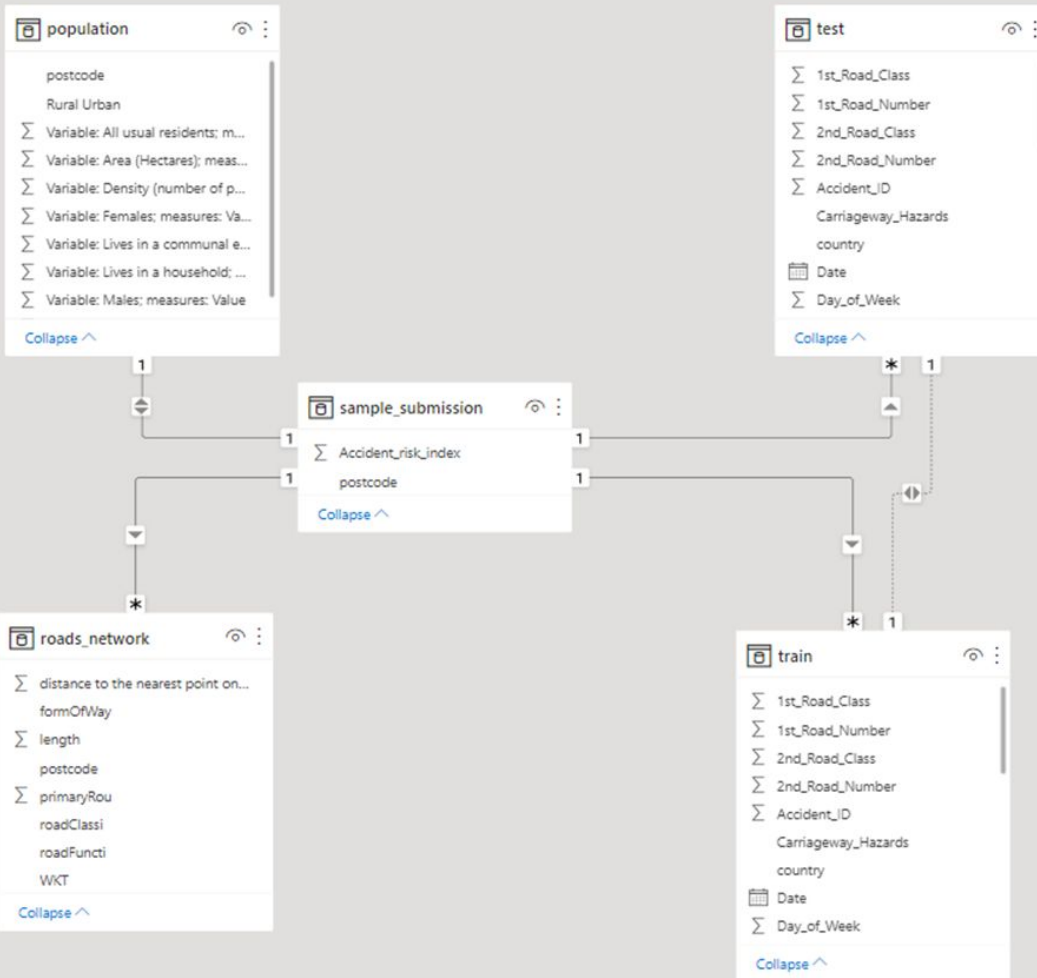 population
postcode
Rural Urban
Variable: All usual residents; m...
Variable: Area (Hectares); meas...
Variable: Density (number of p...
Variable: Females; measures: Va...
Variable: Lives in a communal e...
Variable: Lives in a household; ...
Variable: Males; measures: Value
Collapse
1
test
1st_Road_Class
1st_Road_Number
2nd_Road_Class
2nd_Road_Number
Accident_ID
Carriageway_Hazards
country
Date
Day_of_Week
Collapse
* 1
sample_submission
1 1
Accident_risk_index
1 1
postcode
Collapse
*
roads_network
distance to the nearest point on...
formOfWay
length
postcode
primaryRou
roadClassi
roadFuncti
WKT
Collapse
* 1
train
1st_Road_Class
1st_Road_Number
2nd_Road_Class
2nd_Road_Number
Accident_ID
Carriageway_Hazards
country
Date
Day_of_Week
Collapse